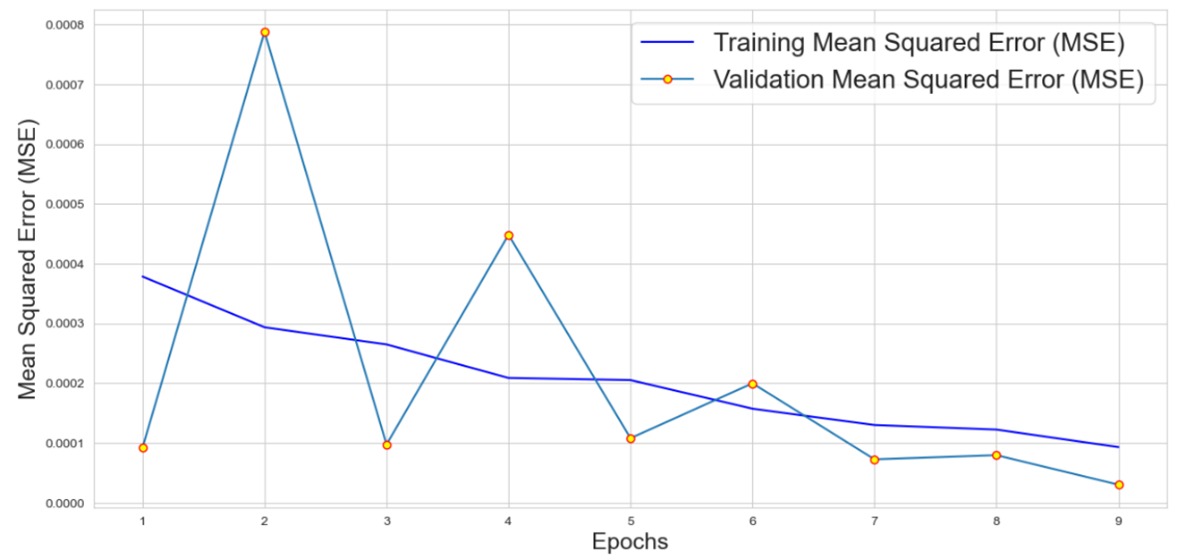 0.0008
0.0007
0.0006
0.0005
0.0004
0.0003
0.0002
0.0001
0.0000
Mean Squared Error (MSE)
Training Mean Squared Error (MSE)
Validation Mean Squared Error (MSE)
1 2 3 4 5 6 7 8 9
Epochs